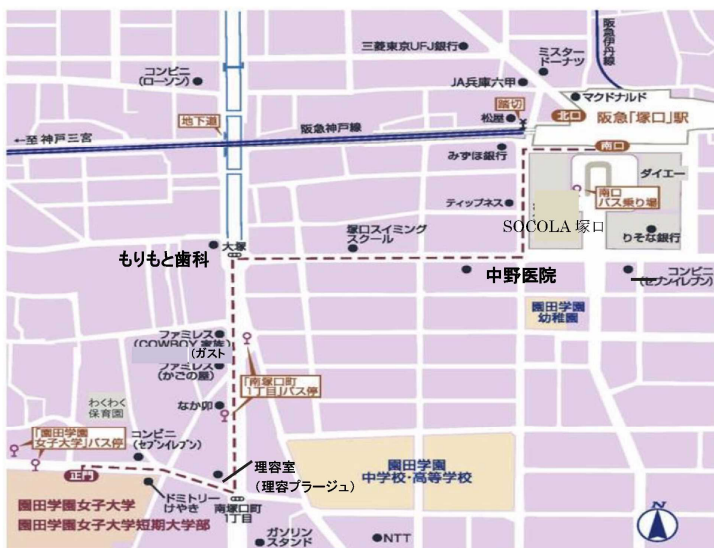 三菱東京UFJ銀行
阪急伊丹線
ミスター
ドーナツ
コンビニ
(ローソン)
JA兵庫六甲
マクドナルド
踏切
北口
阪急「塚口」駅
地下道
松屋
阪急神戸線
←至 神戸三宮
みずほ銀行
南口
ダイエー
南口
バス乗り場
ティップネス
SOCOLA 塚口
塚口スイミング
スクール
りそな銀行
大塚
もりもと歯科
中野医院
コンビニ
(セブンイレブン)
園田学園
幼稚園
ファミレス
(COWBOY 家族)
(ガスト
ファミレス
(かごの屋)
「南塚口町
1丁目」バス停
わくわく
保育園
なか卯
「園田学園
女子大学」バス停
コンビニ
(セブンイレブン)
理容室
(理容プラージュ)
園田学園
中学校・高等学校
正門
ドミトリー
けやき
園田学園女子大学
園田学園女子大学短期大学部
南塚口町
1丁目
ガソリン
スタンド
NTT
N